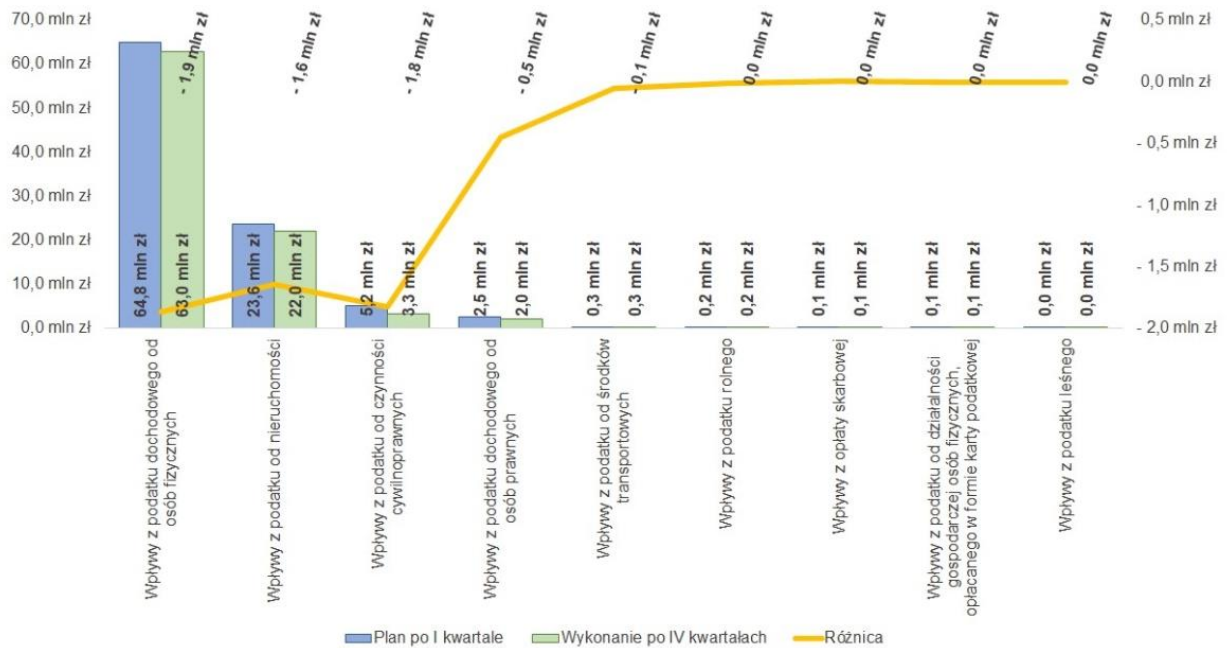 70,0 mln zł
60,0 mln zł
50,0 mln zł
40,0 mln zł
30,0 mln zł
20,0 mln zł
10,0 mln zł
0,0 mln zł
- 1,9 mln zł
- 1,6 mln zł
- 1,8 mln zł
- 0,5 mln zł
- 0,1 mln zł
0,0 mln zł
0,0 mln zł
0,0 mln zł
0,0 mln zł
0,5 mln zł
0,0 mln zł
- 0,5 mln zł
- 1,0 mln zł
- 1,5 mln zł
- 2,0 mln zł
64,8 mln zł
63,0 mln zł
23,6 mln zł
22,0 mln zł
5,2 mln zł
3,3 mln zł
2,5 mln zł
2,0 mln zł
0,3 mln zł
0,3 mln zł
0,2 mln zł
0,2 mln zł
0,1 mln zł
0,1 mln zł
0,1 mln zł
0,1 mln zł
0,0 mln zł
0,0 mln zł
Wpływy z podatku dochodowego od
osób fizycznych
Wpływy z podatku od nieruchomości
Wpływy z podatku od czynności
cywilnoprawnych
Wpływy z podatku dochodowego od
osób prawnych
Wpływy z podatku od środków
transportowych
Wpływy z podatku rolnego
Wpływy z opłaty skarbowej
Wpływy z podatku od działalności
gospodarczej osób fizycznych,
opłacanego w formie karty podatkowej
Wpływy z podatku leśnego
Plan po I kwartale
Wykonanie po IV kwartałach
Różnica